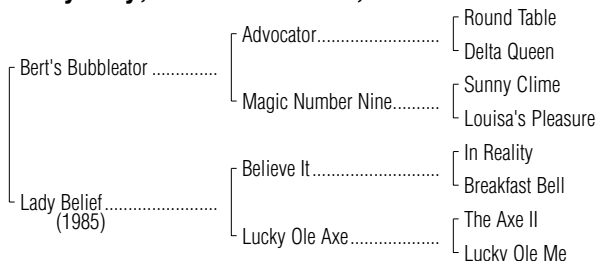 Advocator
Round Table
Delta Queen
Bert's Bubbleator
Magic Number Nine
Sunny Clime
Louisa's Pleasure
Believe It
In Reality
Breakfast Bell
Lady Belief
(1985)
Lucky Ole Axe
The Axe II
Lucky Ole Me